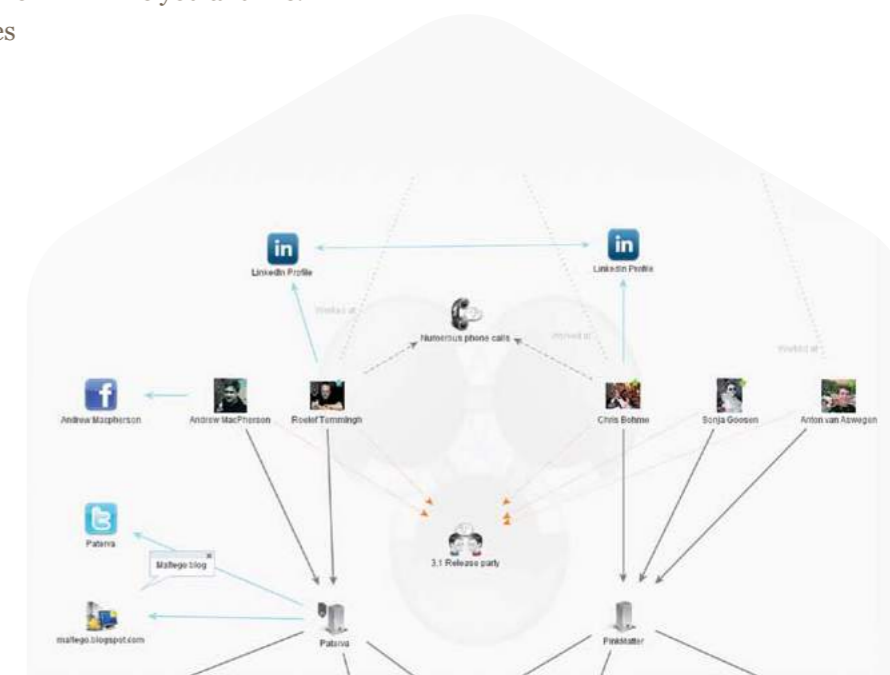 es
in
in
LinkedIn Profile
LinkedIn Profile
Worked at
Numerous phone calls
Worked at
Worked at
f
Andrew Macpherson
Andrew MacPherson
Roelof Temmingh
Chris Bohme
Sonja Goosen
Anton van Aswegen
t
Paterva
Maltego blog
3.1 Release party
maltego.blogspot.com
Paterva
PinkMatter